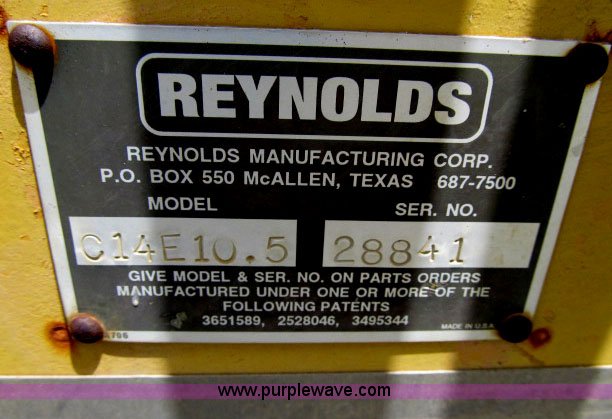 REYNOLDS
REYNOLDS MANUFACTURING CORP.
P.O. BOX 550 McALLEN, TEXAS 687-7500
MODEL SER. NO.
C14E10.5 28841
GIVE MODEL & SER. NO. ON PARTS ORDERS
MANUFACTURED UNDER ONE OR MORE OF THE
FOLLOWING PATENTS
3651589, 2528046, 3495344
MADE IN U.S.A.
www.purplewave.com